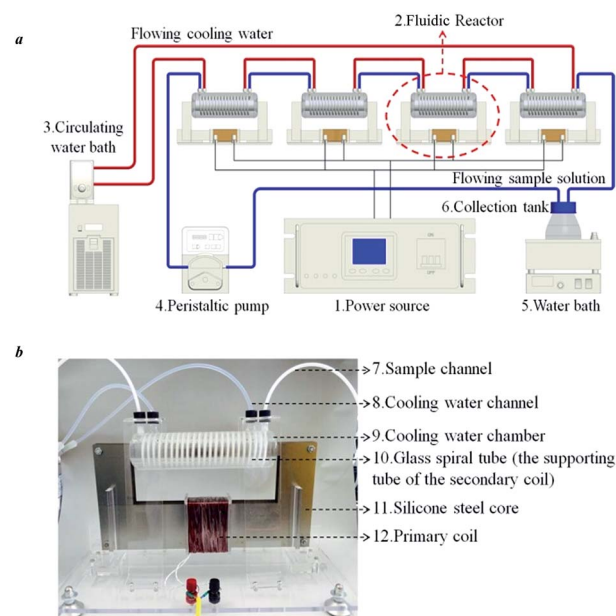 a
Flowing cooling water
2.Fluidic Reactor
3.Circulating
water bath
Flowing sample solution
6.Collection tank
4.Peristaltic pump
1.Power source
5.Water bath
b
7.Sample channel
8.Cooling water channel
9.Cooling water chamber
10.Glass spiral tube (the supporting
tube of the secondary coil)
11.Silicone steel core
12.Primary coil